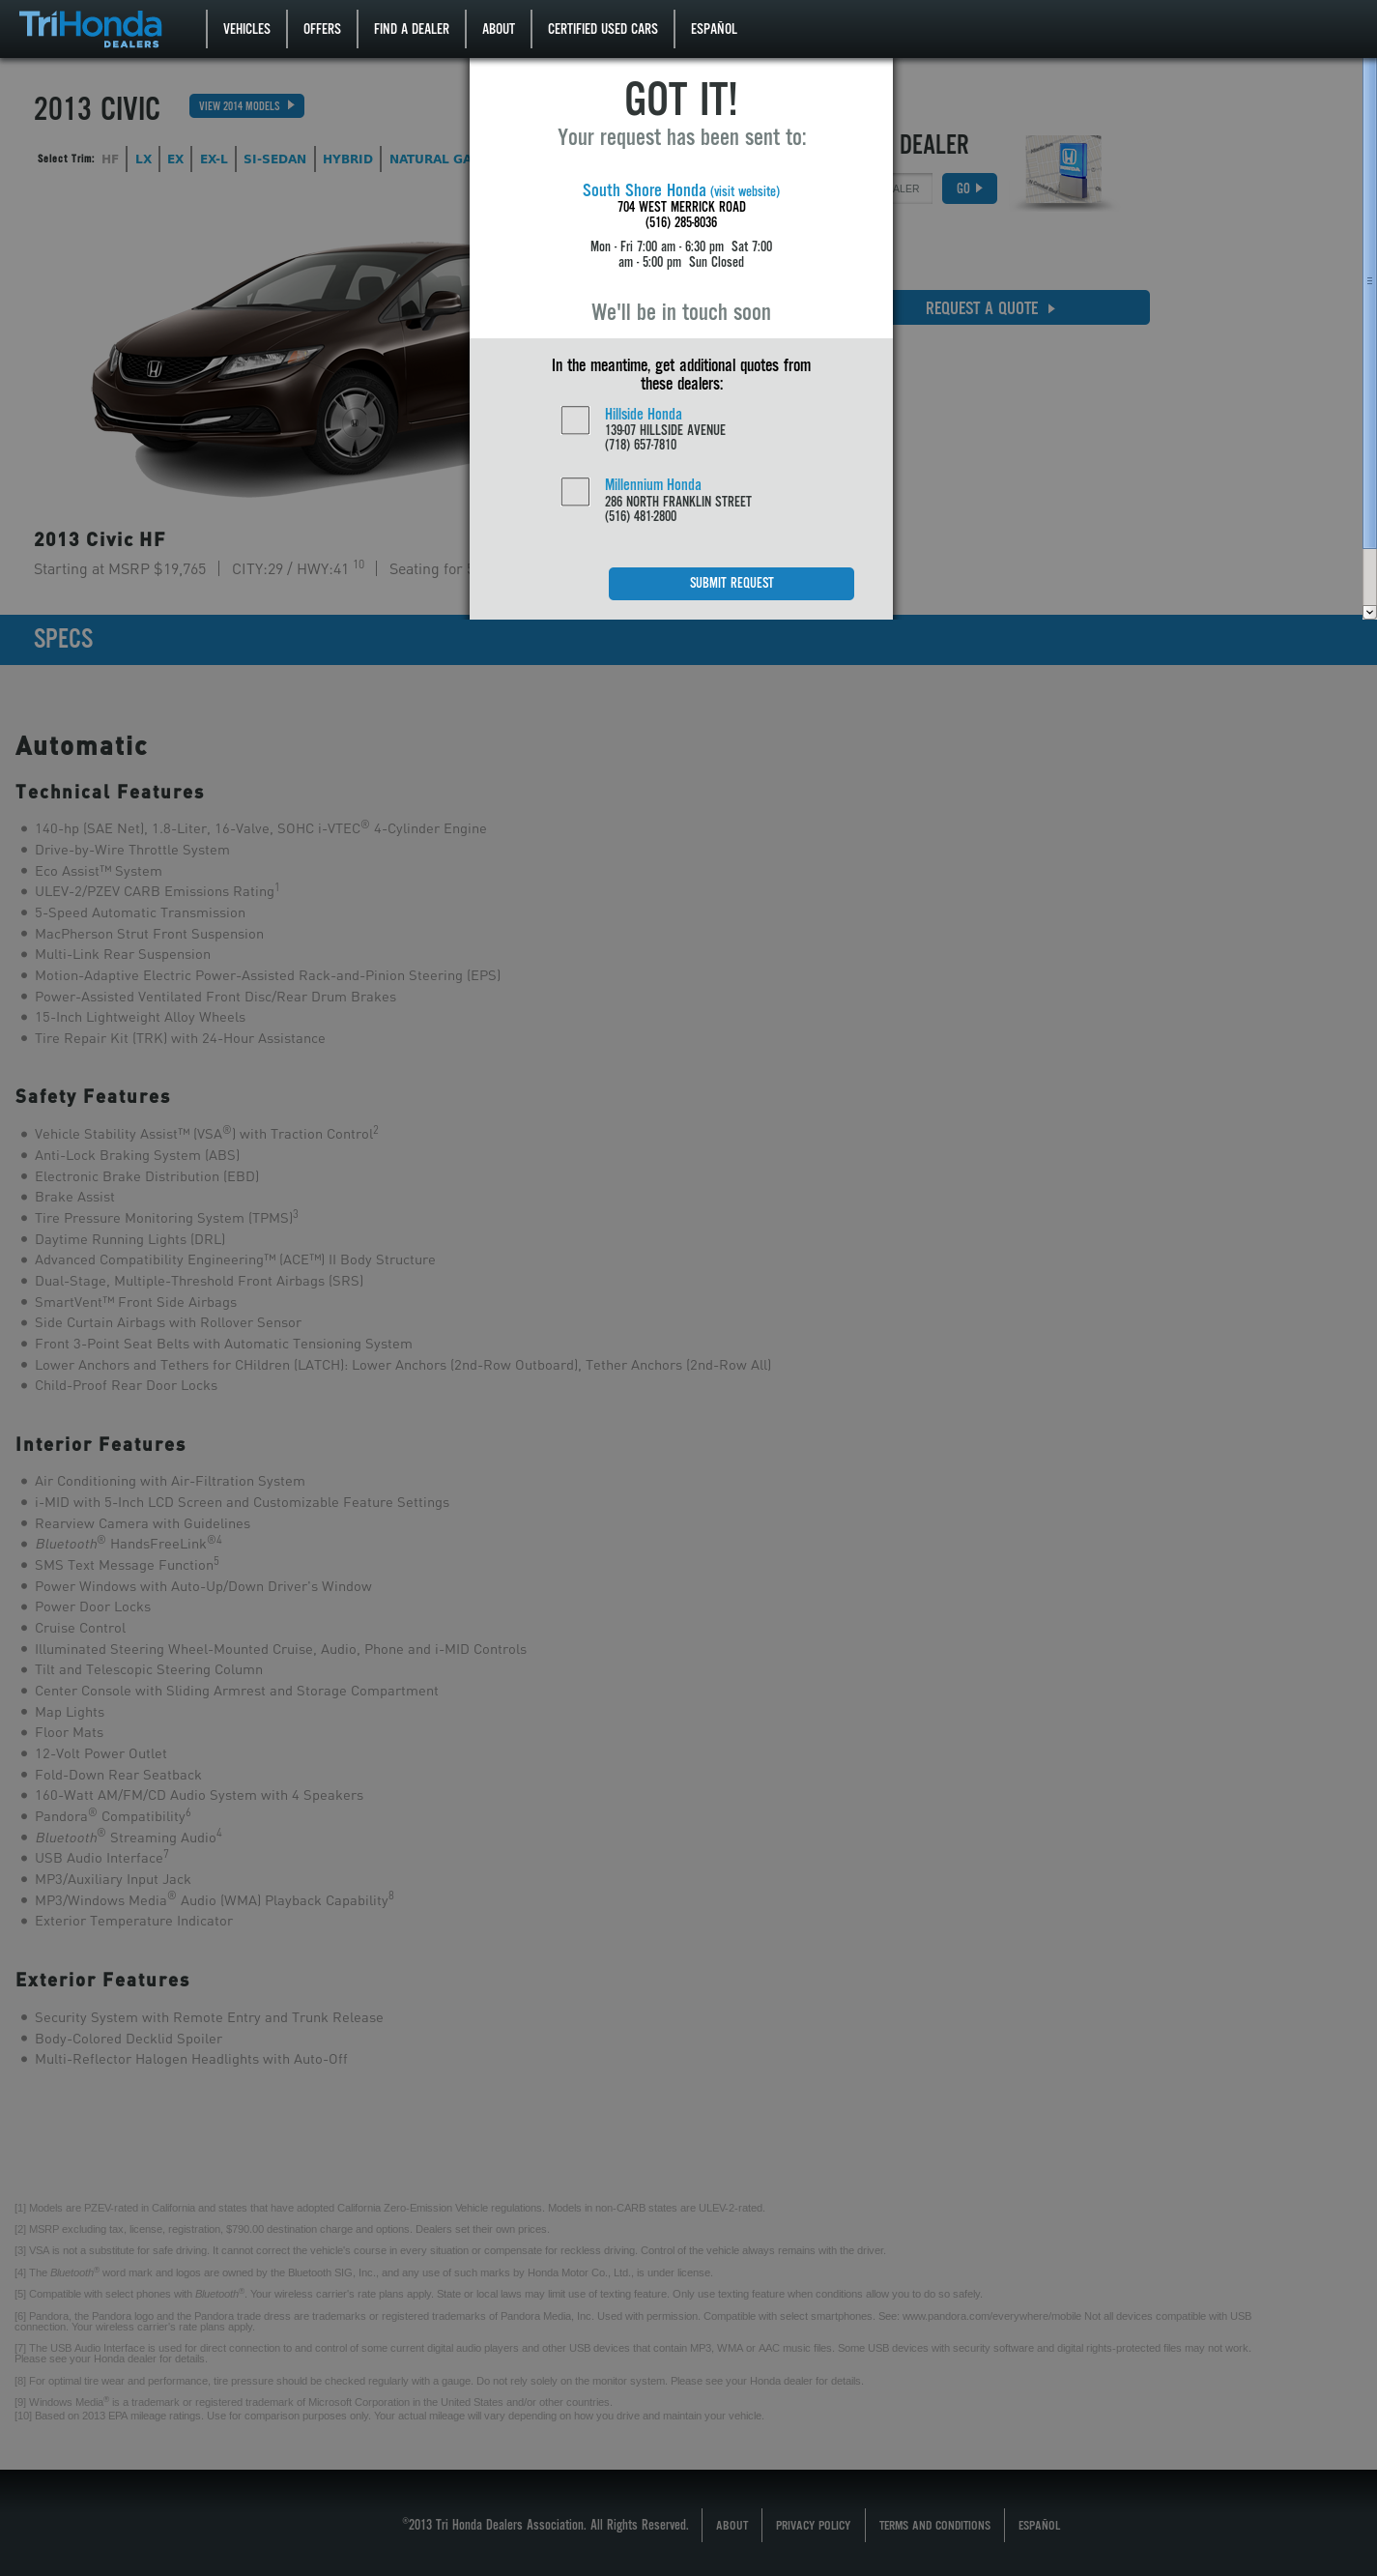 TriHonda
DEALERS
VEHICLES
OFFERS
FIND A DEALER
ABOUT
CERTIFIED USED CARS
ESPAÑOL
2013 CIVIC
VIEW 2014 MODELS
Select Trim: HF LX EX EX-L SI-SEDAN HYBRID NATURAL GA
GOT IT!
Your request has been sent to:
South Shore Honda (visit website)
704 WEST MERRICK ROAD
(516) 285-8036
Mon - Fri 7:00 am - 6:30 pm Sat 7:00
am - 5:00 pm Sun Closed
We'll be in touch soon
DEALER
ALER
GO
REQUEST A QUOTE
In the meantime, get additional quotes from
these dealers:
Hillside Honda
139-07 HILLSIDE AVENUE
(718) 657-7810
Millennium Honda
286 NORTH FRANKLIN STREET
(516) 481-2800
SUBMIT REQUEST
2013 Civic HF
Starting at MSRP $19,765 | CITY:29 / HWY:41 10 | Seating for
SPECS
Automatic
Technical Features
140-hp (SAE Net), 1.8-Liter, 16-Valve, SOHC i-VTEC® 4-Cylinder Engine
Drive-by-Wire Throttle System
Eco Assist™ System
ULEV-2/PZEV CARB Emissions Rating1
5-Speed Automatic Transmission
MacPherson Strut Front Suspension
Multi-Link Rear Suspension
Motion-Adaptive Electric Power-Assisted Rack-and-Pinion Steering (EPS)
Power-Assisted Ventilated Front Disc/Rear Drum Brakes
15-Inch Lightweight Alloy Wheels
Tire Repair Kit (TRK) with 24-Hour Assistance
Safety Features
Vehicle Stability Assist™ (VSA®) with Traction Control2
Anti-Lock Braking System (ABS)
Electronic Brake Distribution (EBD)
Brake Assist
Tire Pressure Monitoring System (TPMS)3
Daytime Running Lights (DRL)
Advanced Compatibility Engineering™ (ACE™) II Body Structure
Dual-Stage, Multiple-Threshold Front Airbags (SRS)
SmartVent™ Front Side Airbags
Side Curtain Airbags with Rollover Sensor
Front 3-Point Seat Belts with Automatic Tensioning System
Lower Anchors and Tethers for CHildren (LATCH): Lower Anchors (2nd-Row Outboard), Tether Anchors (2nd-Row All)
Child-Proof Rear Door Locks
Interior Features
Air Conditioning with Air-Filtration System
i-MID with 5-Inch LCD Screen and Customizable Feature Settings
Rearview Camera with Guidelines
Bluetooth® HandsFreeLink®4
SMS Text Message Function5
Power Windows with Auto-Up/Down Driver's Window
Power Door Locks
Cruise Control
Illuminated Steering Wheel-Mounted Cruise, Audio, Phone and i-MID Controls
Tilt and Telescopic Steering Column
Center Console with Sliding Armrest and Storage Compartment
Map Lights
Floor Mats
12-Volt Power Outlet
Fold-Down Rear Seatback
160-Watt AM/FM/CD Audio System with 4 Speakers
Pandora® Compatibility6
Bluetooth® Streaming Audio4
USB Audio Interface7
MP3/Auxiliary Input Jack
MP3/Windows Media® Audio (WMA) Playback Capability8
Exterior Temperature Indicator
Exterior Features
Security System with Remote Entry and Trunk Release
Body-Colored Decklid Spoiler
Multi-Reflector Halogen Headlights with Auto-Off
[1] Models are PZEV-rated in California and states that have adopted California Zero-Emission Vehicle regulations. Models in non-CARB states are ULEV-2-rated.
[2] MSRP excluding tax, license, registration, $790.00 destination charge and options. Dealers set their own prices.
[3] VSA is not a substitute for safe driving. It cannot correct the vehicle's course in every situation or compensate for reckless driving. Control of the vehicle always remains with the driver.
[4] The Bluetooth® word mark and logos are owned by the Bluetooth SIG, Inc., and any use of such marks by Honda Motor Co., Ltd., is under license.
[5] Compatible with select phones with Bluetooth®. Your wireless carrier's rate plans apply. State or local laws may limit use of texting feature. Only use texting feature when conditions allow you to do so safely.
[6] Pandora, the Pandora logo and the Pandora trade dress are trademarks or registered trademarks of Pandora Media, Inc. Used with permission. Compatible with select smartphones. See: www.pandora.com/everywhere/mobile Not all devices compatible with USB
connection. Your wireless carrier's rate plans apply.
[7] The USB Audio Interface is used for direct connection to and control of some current digital audio players and other USB devices that contain MP3, WMA or AAC music files. Some USB devices with security software and digital rights-protected files may not work.
Please see your Honda dealer for details.
[8] For optimal tire wear and performance, tire pressure should be checked regularly with a gauge. Do not rely solely on the monitor system. Please see your Honda dealer for details.
[9] Windows Media® is a trademark or registered trademark of Microsoft Corporation in the United States and/or other countries.
[10] Based on 2013 EPA mileage ratings. Use for comparison purposes only. Your actual mileage will vary depending on how you drive and maintain your vehicle.
®2013 Tri Honda Dealers Association. All Rights Reserved.
ABOUT
PRIVACY POLICY
TERMS AND CONDITIONS
ESPAÑOL